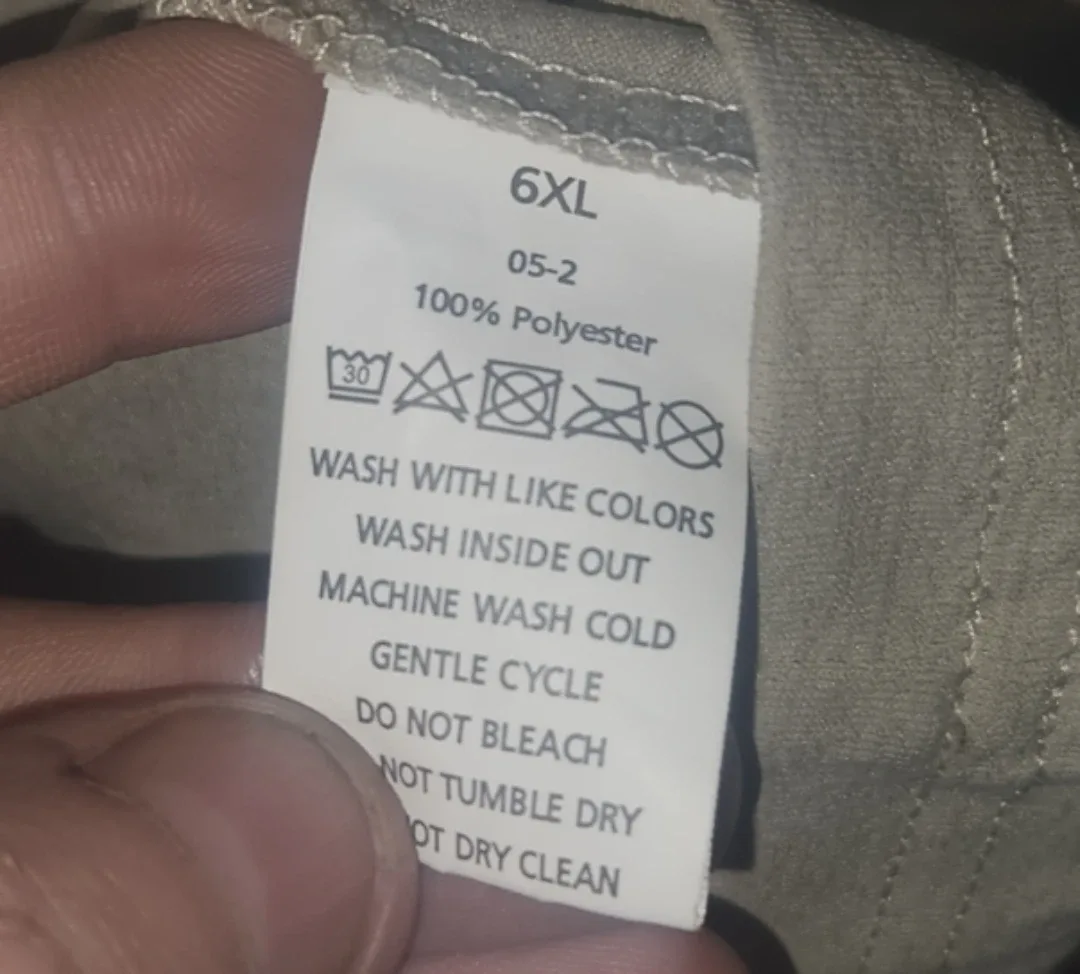 6XL
05-2
100% Polyester
30
WASH WITH LIKE COLORS
WASH INSIDE OUT
MACHINE WASH COLD
GENTLE CYCLE
DO NOT BLEACH
NOT TUMBLE DRY
DRY CLEAN